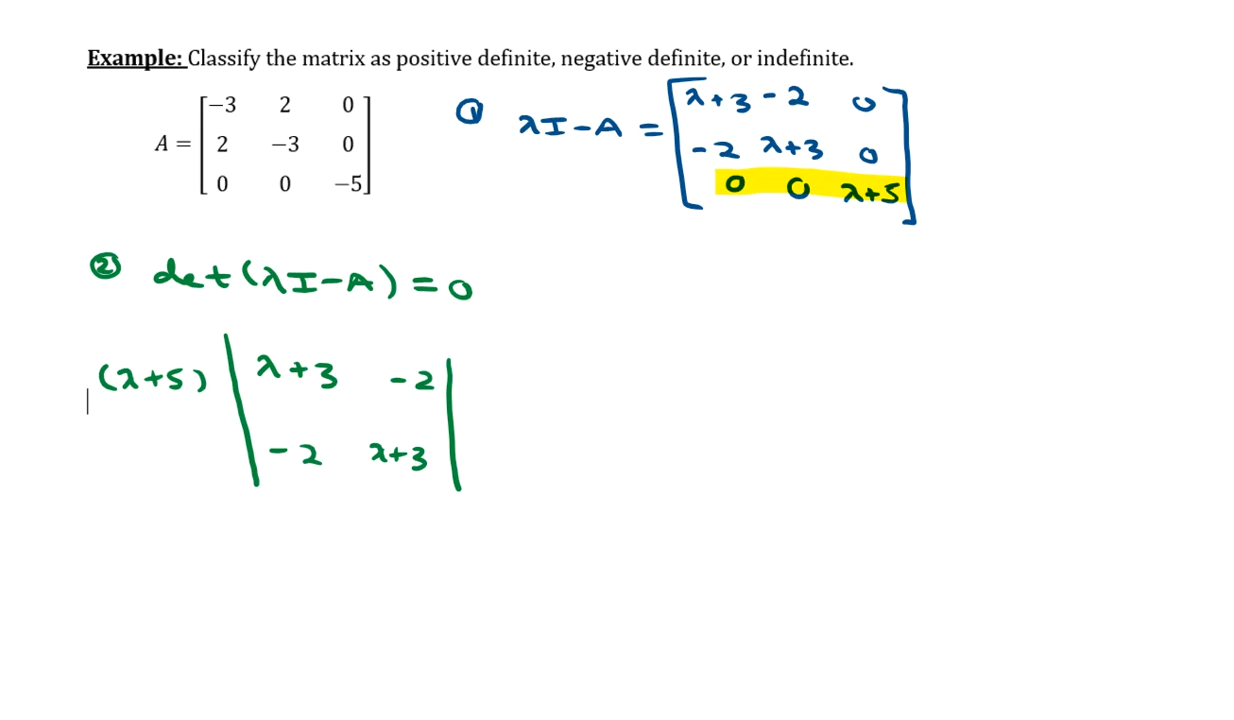 Example: Classify the matrix as positive definite, negative definite, or indefinite.
A = [ −3 2 0
2 −3 0
0 0 −5 ]
① λI − A = [ λ+3 −2 0
−2 λ+3 0
0 0 λ+5 ]
② det(λI − A) = 0
(λ+5) | λ+3 −2 |
| −2 λ+3 |